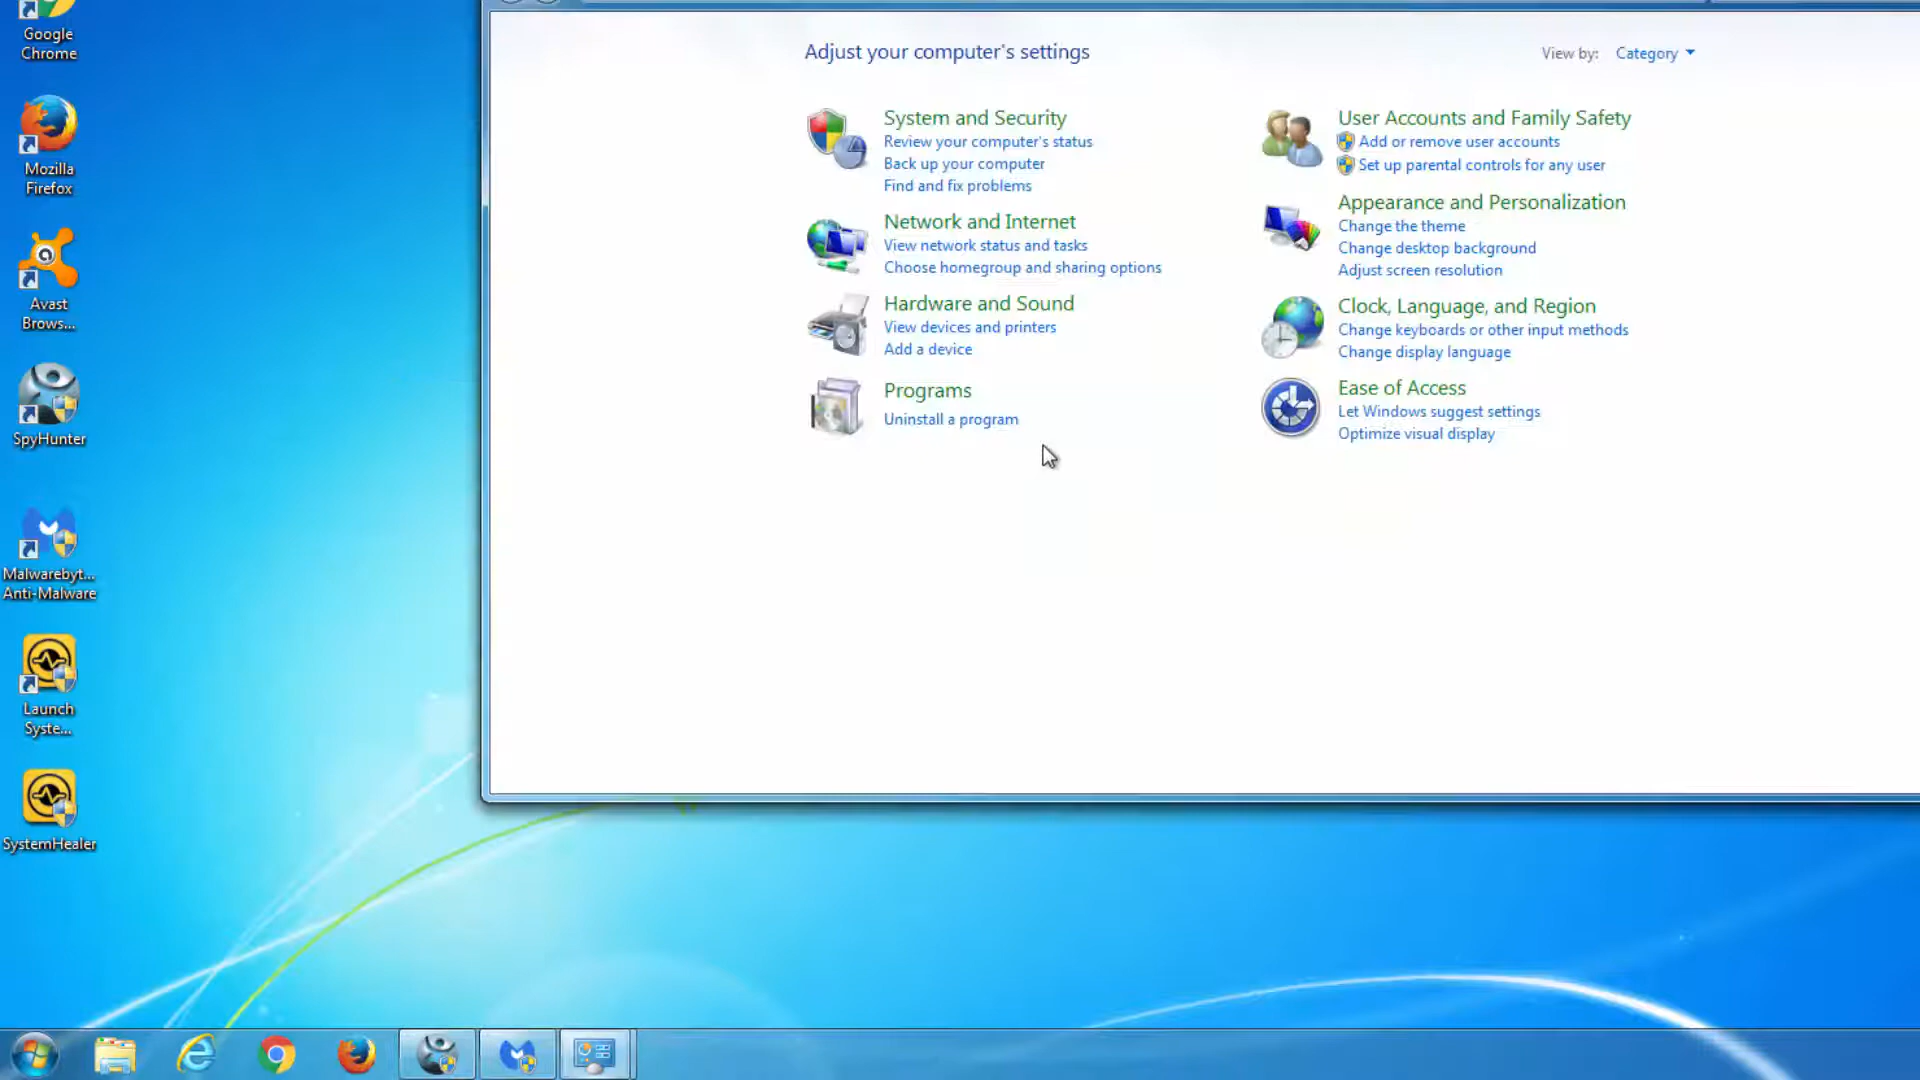 Google
Chrome
Mozilla
Firefox
Avast
Brows...
SpyHunter
Malwarebyt...
Anti-Malware
Launch
Syste...
SystemHealer
Adjust your computer's settings
View by: Category
System and Security
Review your computer's status
Back up your computer
Find and fix problems
Network and Internet
View network status and tasks
Choose homegroup and sharing options
Hardware and Sound
View devices and printers
Add a device
Programs
Uninstall a program
User Accounts and Family Safety
Add or remove user accounts
Set up parental controls for any user
Appearance and Personalization
Change the theme
Change desktop background
Adjust screen resolution
Clock, Language, and Region
Change keyboards or other input methods
Change display language
Ease of Access
Let Windows suggest settings
Optimize visual display